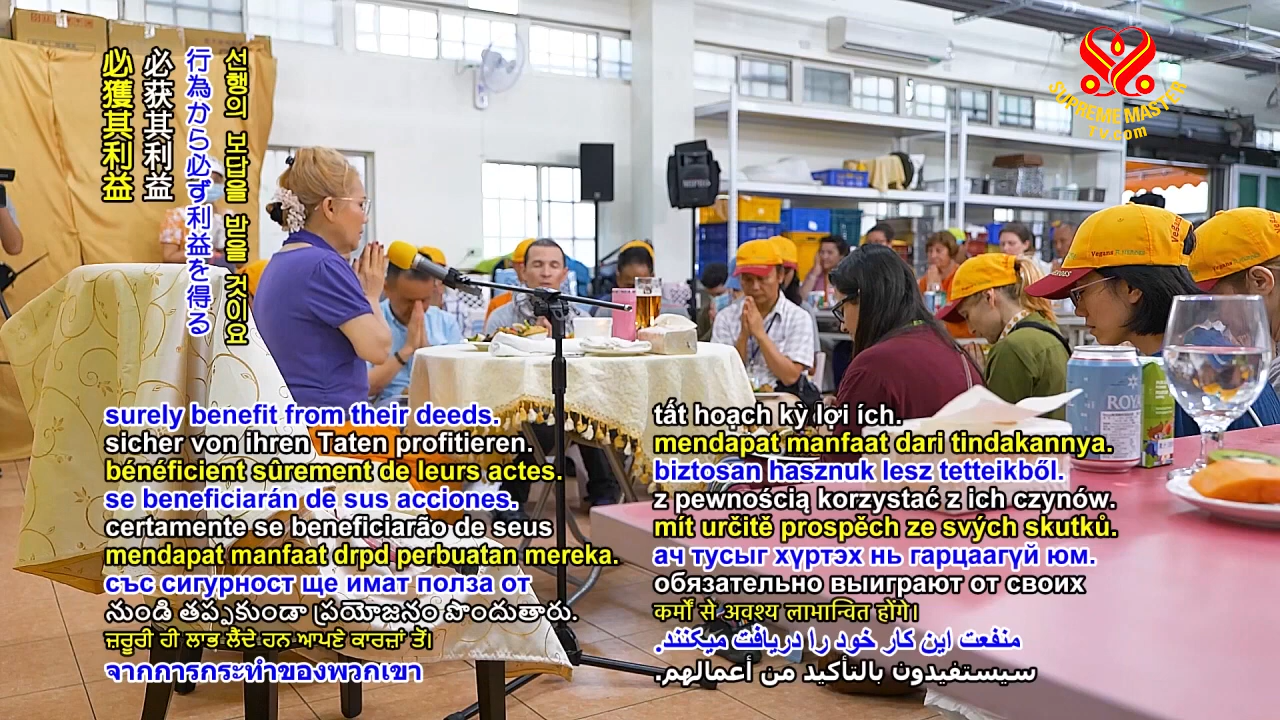 SUPREME MASTER
TV.com
선행의 보답을 받을 것이요
行為から必ず利益を得る
必获其利益
必獲其利益
surely benefit from their deeds.
sicher von ihren Taten profitieren.
bénéficient sûrement de leurs actes.
se beneficiarán de sus acciones.
certamente se beneficiarão de seus
mendapat manfaat drpd perbuatan mereka.
със сигурност ще имат полза от
నుండి తప్పకుండా ప్రయోజనం పొందుతారు.
ਜ਼ਰੂਰੀ ਹੀ ਲਾਭ ਲੈਂਦੇ ਹਨ ਆਪਣੇ ਕਾਰਜ਼ਾਂ ਤੋਂ।
จากการกระทำของพวกเขา
tất hoạch kỳ lợi ích.
mendapat manfaat dari tindakannya.
biztosan hasznuk lesz tetteikből.
z pewnością korzystać z ich czynów.
mít určitě prospěch ze svých skutků.
ач тусыг хүртэх нь гарцаагүй юм.
обязательно выиграют от своих
कर्मों से अवश्य लाभान्वित होंगे।
منفعت این کار خود را دریافت میکنند.
سيستفيدون بالتأكيد من أعمالهم.
ROYA